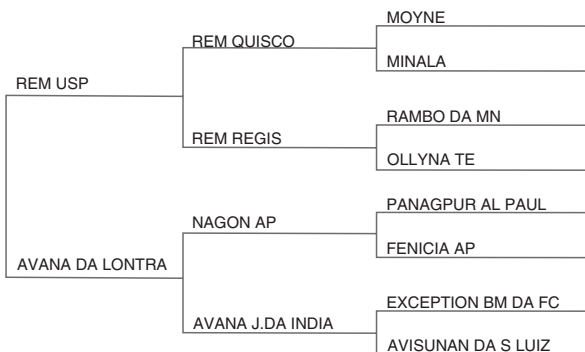 MOYNE
REM QUISCO
MINALA
REM USP
RAMBO DA MN
REM REGIS
OLLYNA TE
PANAGPUR AL PAUL
NAGON AP
FENICIA AP
AVANA DA LONTRA
EXCEPTION BM DA FC
AVANA J.DA INDIA
AVISUNAN DA S LUIZ